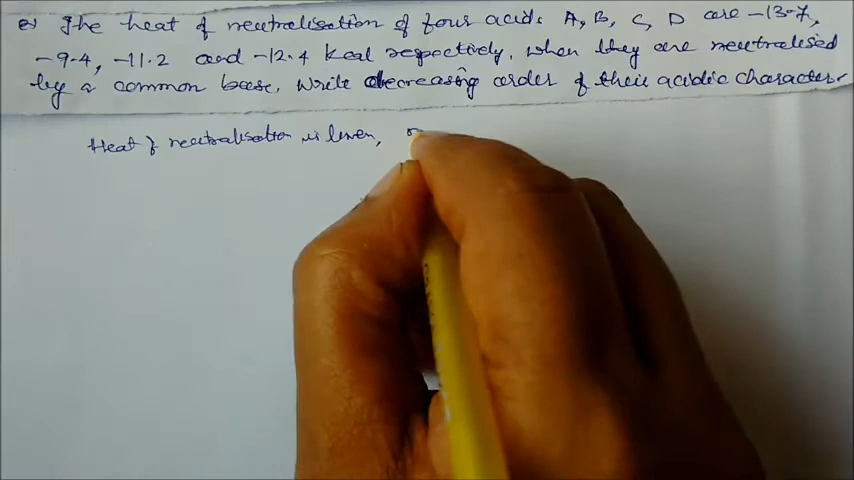 e) The heat of neutralisation of four acids A, B, C, D are -13.7,
-9.4, -11.2 and -12.4 Kcal respectively, when they are neutralised
by a common base. Write decreasing order of their acidic character.
Heat of neutralisation is lower,